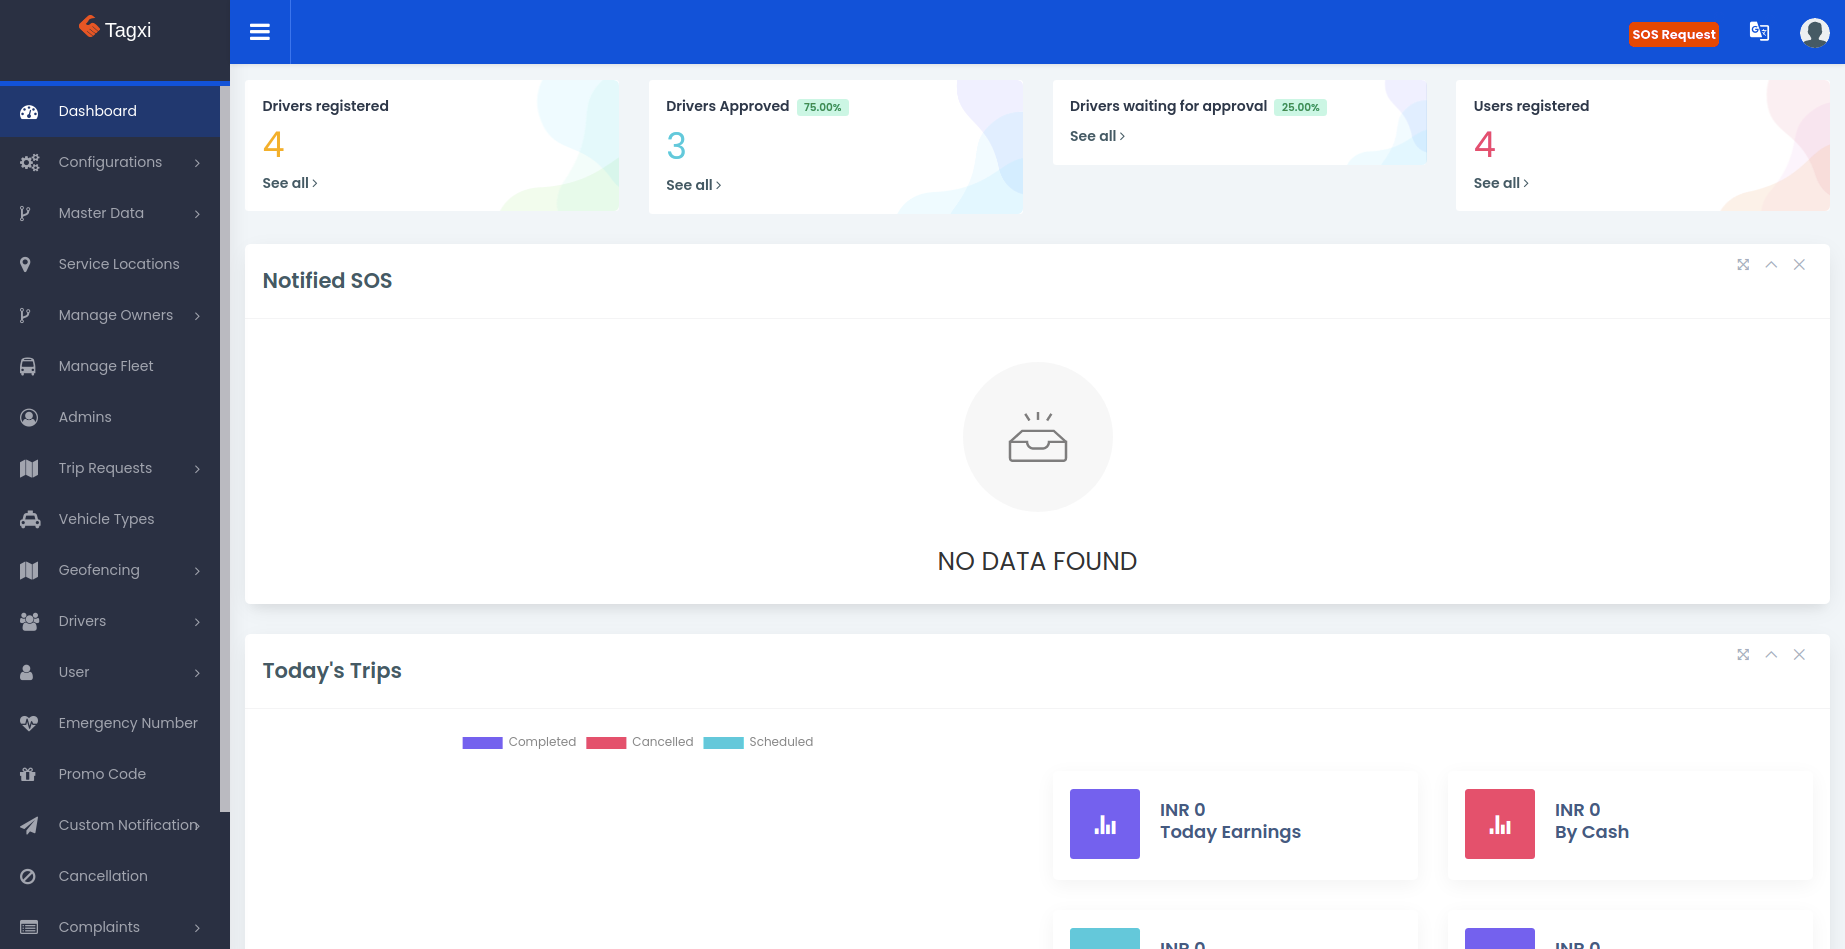 Tagxi
SOS Request
Dashboard
Configurations
Master Data
Service Locations
Manage Owners
Manage Fleet
Admins
Trip Requests
Vehicle Types
Geofencing
Drivers
User
Emergency Number
Promo Code
Custom Notification
Cancellation
Complaints
Drivers registered
4
See all
Drivers Approved 75.00%
3
See all
Drivers waiting for approval 25.00%
See all
Users registered
4
See all
Notified SOS
NO DATA FOUND
Today's Trips
Completed Cancelled Scheduled
INR 0
Today Earnings
INR 0
By Cash
INR 0
INR 0